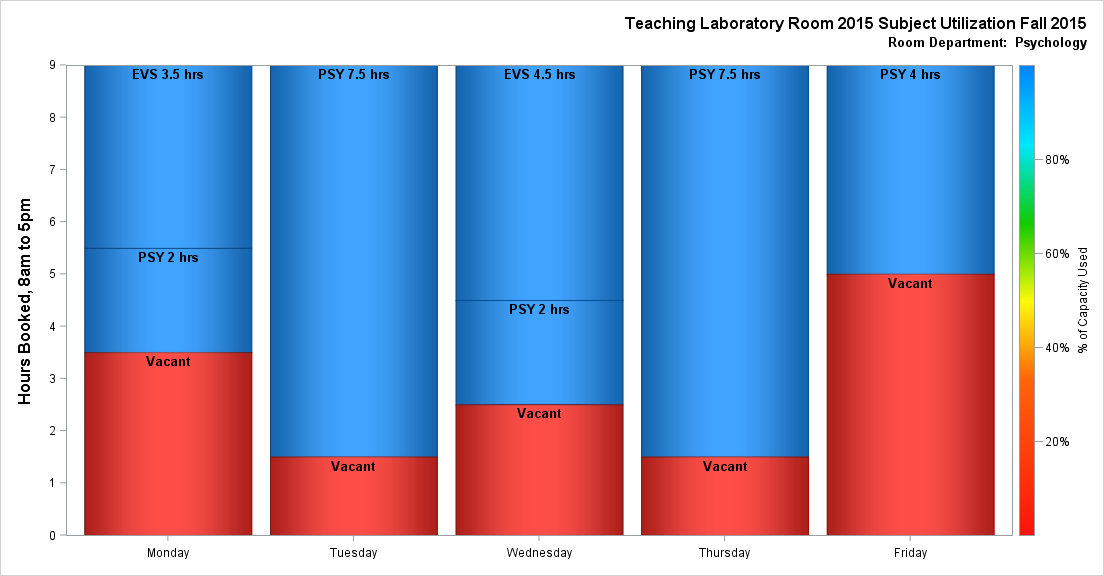 Teaching Laboratory Room 2015 Subject Utilization Fall 2015
Room Department:  Psychology
Hours Booked, 8am to 5pm
9
8
7
6
5
4
3
2
1
0
EVS 3.5 hrs
PSY 2 hrs
Vacant
PSY 7.5 hrs
Vacant
EVS 4.5 hrs
PSY 2 hrs
Vacant
PSY 7.5 hrs
Vacant
PSY 4 hrs
Vacant
Monday
Tuesday
Wednesday
Thursday
Friday
80%
60%
40%
20%
% of Capacity Used